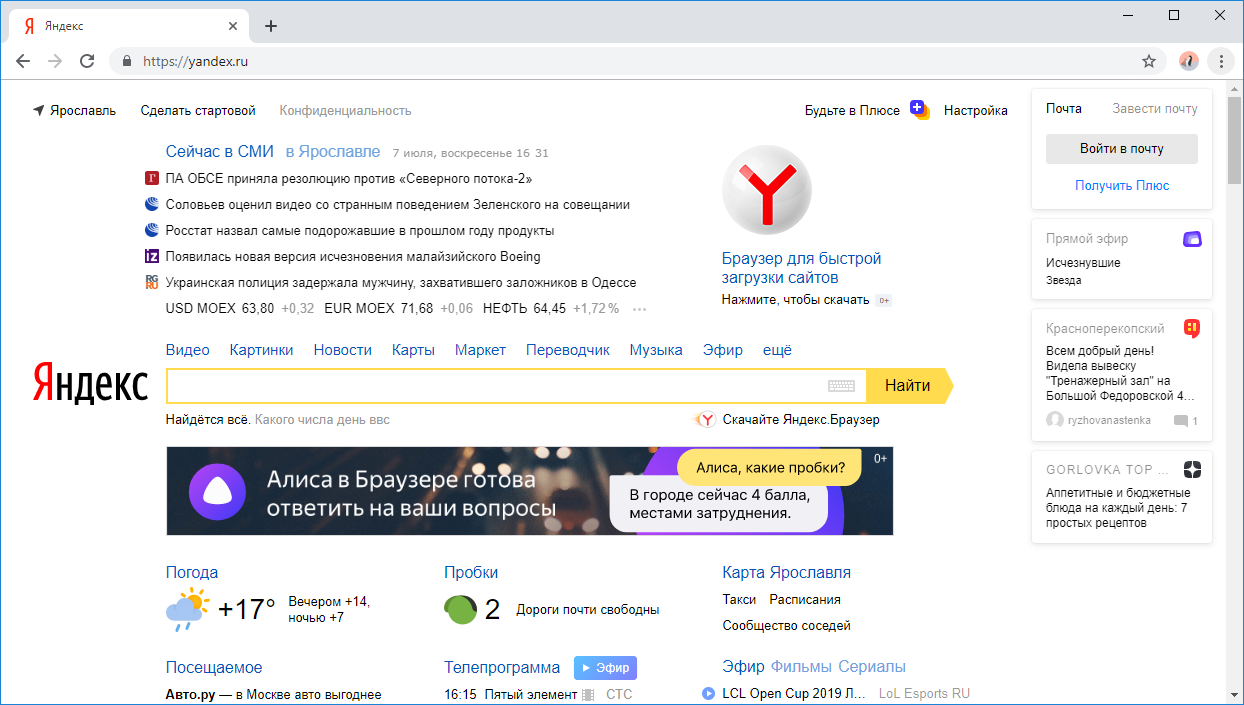 Яндекс
https://yandex.ru
Ярославль Сделать стартовой Конфиденциальность Будьте в Плюсе Настройка
Сейчас в СМИ в Ярославле 7 июля, воскресенье 16 31
ПА ОБСЕ приняла резолюцию против «Северного потока-2»
Соловьев оценил видео со странным поведением Зеленского на совещании
Росстат назвал самые подорожавшие в прошлом году продукты
Появилась новая версия исчезновения малайзийского Boeing
Украинская полиция задержала мужчину, захватившего заложников в Одессе
USD MOEX 63,80 +0,32 EUR MOEX 71,68 +0,06 НЕФТЬ 64,45 +1,72 % ···
Браузер для быстрой
загрузки сайтов
Нажмите, чтобы скачать 0+
Видео Картинки Новости Карты Маркет Переводчик Музыка Эфир ещё
Яндекс
Найти
Найдётся всё. Какого числа день ввс
Скачайте Яндекс.Браузер
Алиса в Браузере готова
ответить на ваши вопросы
Алиса, какие пробки?
В городе сейчас 4 балла,
местами затруднения.
0+
Погода
+17° Вечером +14,
ночью +7
Пробки
2 Дороги почти свободны
Карта Ярославля
Такси Расписания
Сообщество соседей
Посещаемое
Авто.ру — в Москве авто выгоднее
Телепрограмма Эфир
16:15 Пятый элемент СТС
Эфир Фильмы Сериалы
LCL Open Cup 2019 Л... LoL Esports RU
Почта Завести почту
Войти в почту
Получить Плюс
Прямой эфир
Исчезнувшие
Звезда
Красноперекопский
Всем добрый день!
Видела вывеску
"Тренажерный зал" на
Большой Федоровской 4...
ryzhovanastenka 1
GORLOVKA TOP ...
Аппетитные и бюджетные
блюда на каждый день: 7
простых рецептов